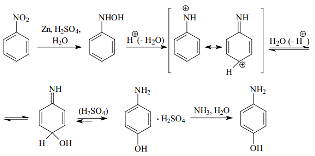 NO₂
Zn, H₂SO₄,
H₂O
NHOH
H⊕ (- H₂O)
⊕
NH
NH
H ⊕
H₂O (- H⊕)
NH
H OH
(H₂SO₄)
NH₂
OH
· H₂SO₄
NH₃, H₂O
NH₂
OH